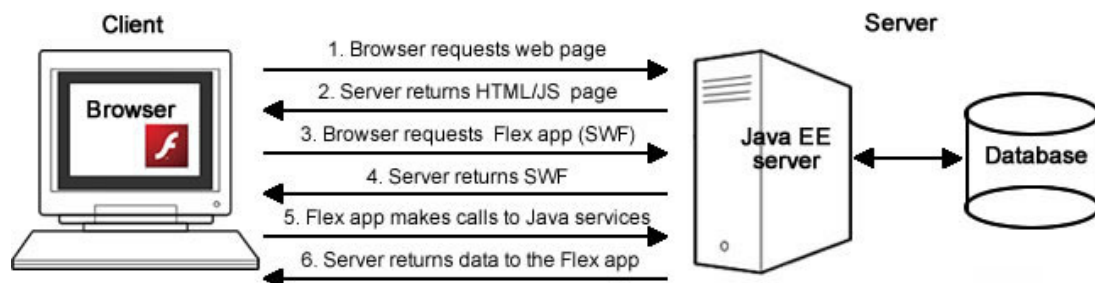 Client
Server
1. Browser requests web page
2. Server returns HTML/JS page
Browser
3. Browser requests Flex app (SWF)
Java EE
server
Database
4. Server returns SWF
5. Flex app makes calls to Java services
6. Server returns data to the Flex app